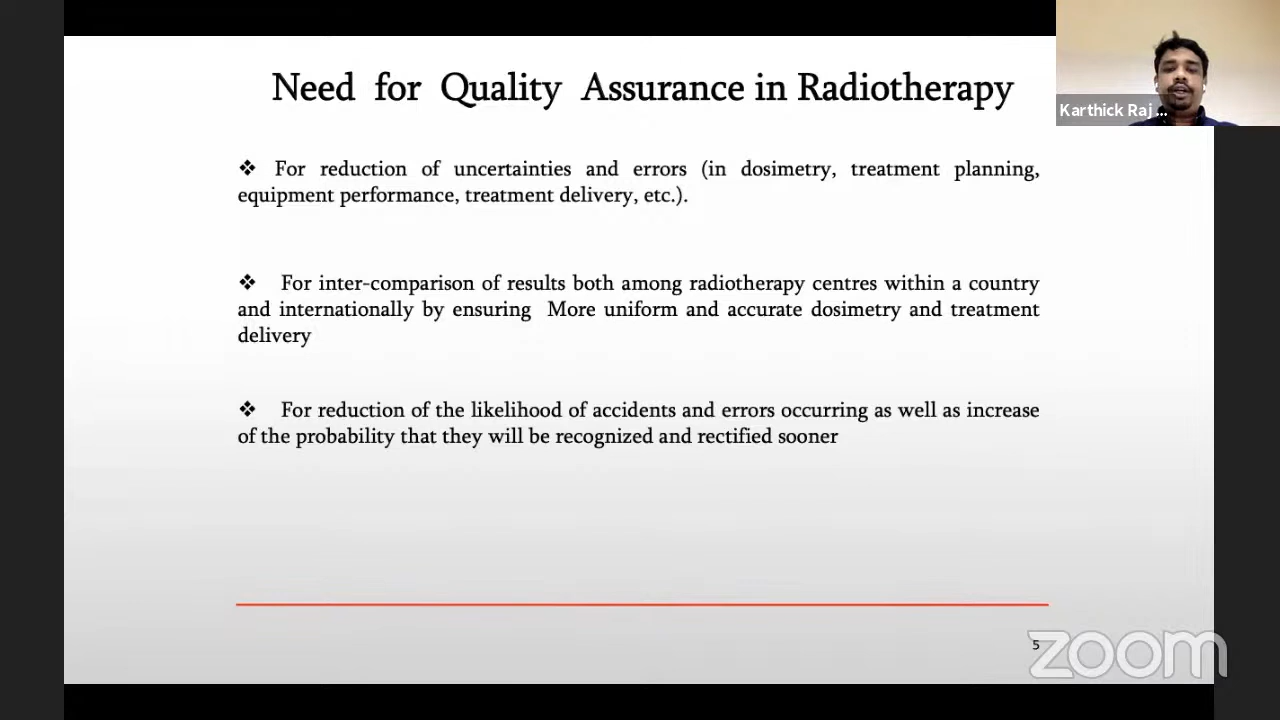 Need for Quality Assurance in Radiotherapy
Karthick Raj ...
❖ For reduction of uncertainties and errors (in dosimetry, treatment planning,
equipment performance, treatment delivery, etc.).
❖ For inter-comparison of results both among radiotherapy centres within a country
and internationally by ensuring More uniform and accurate dosimetry and treatment
delivery
❖ For reduction of the likelihood of accidents and errors occurring as well as increase
of the probability that they will be recognized and rectified sooner
5
zoom